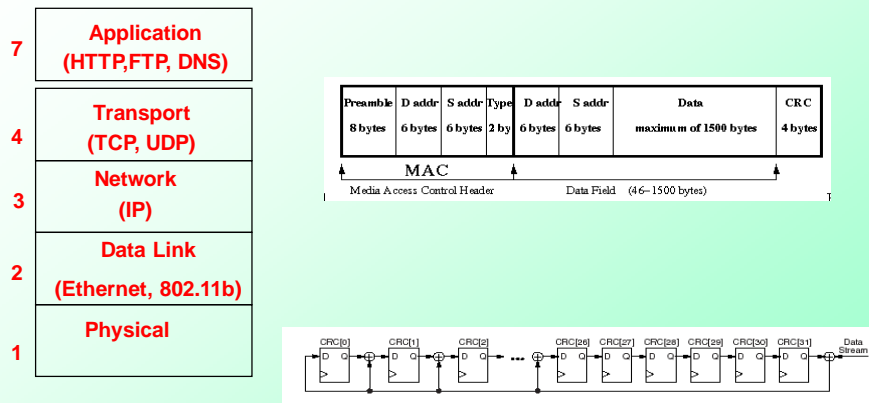 7
Application
(HTTP,FTP, DNS)
4
Transport
(TCP, UDP)
3
Network
(IP)
2
Data Link
(Ethernet, 802.11b)
1
Physical
Preamble D addr S addr Type D addr S addr Data CRC
8 bytes 6 bytes 6 bytes 2 by 6 bytes 6 bytes maximum of 1500 bytes 4 bytes
MAC
Media Access Control Header Data Field (46–1500 bytes)
CRC[0] CRC[1] CRC[2] CRC[26] CRC[27] CRC[28] CRC[29] CRC[30] CRC[31] Data
Stream
D Q D Q D Q ... D Q D Q D Q D Q D Q D Q